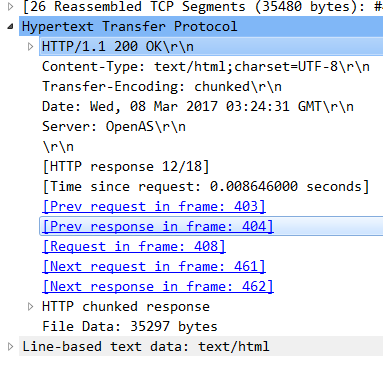 [26 Reassembled TCP Segments (35480 bytes): #
Hypertext Transfer Protocol
HTTP/1.1 200 OK\r\n
Content-Type: text/html;charset=UTF-8\r\n
Transfer-Encoding: chunked\r\n
Date: Wed, 08 Mar 2017 03:24:31 GMT\r\n
Server: OpenAS\r\n
\r\n
[HTTP response 12/18]
[Time since request: 0.008646000 seconds]
[Prev request in frame: 403]
[Prev response in frame: 404]
[Request in frame: 408]
[Next request in frame: 461]
[Next response in frame: 462]
HTTP chunked response
File Data: 35297 bytes
Line-based text data: text/html